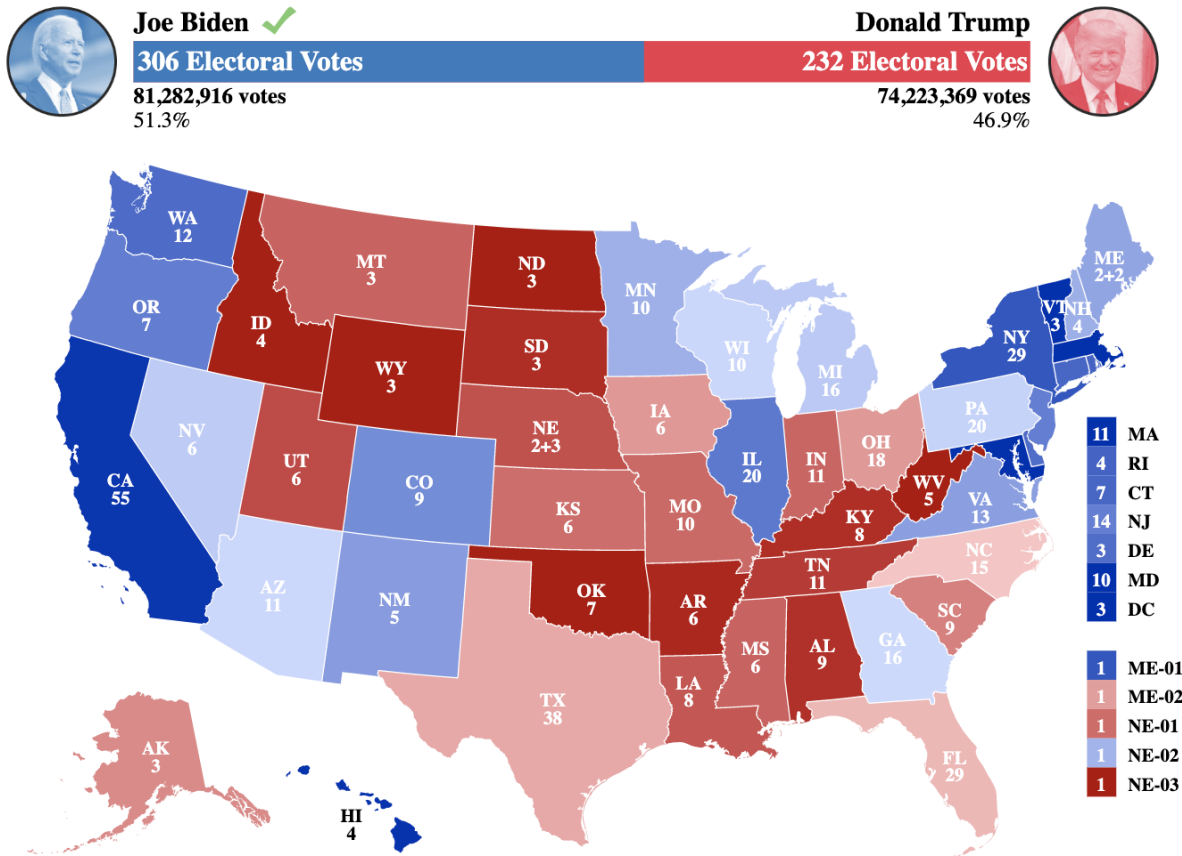 Joe Biden
Donald Trump
306 Electoral Votes
232 Electoral Votes
81,282,916 votes
74,223,369 votes
51.3%
46.9%
WA
12
OR
7
CA
55
NV
6
ID
4
MT
3
WY
3
UT
6
AZ
11
CO
9
NM
5
ND
3
SD
3
NE
2+3
KS
6
OK
7
TX
38
MN
10
IA
6
MO
10
AR
6
LA
8
WI
10
IL
20
MI
16
IN
11
OH
18
KY
8
TN
11
MS
6
AL
9
GA
16
FL
29
SC
9
NC
15
VA
13
WV
5
PA
20
NY
29
VT
3
NH
4
ME
2+2
AK
3
HI
4
11 MA
4 RI
7 CT
14 NJ
3 DE
10 MD
3 DC
1 ME-01
1 ME-02
1 NE-01
1 NE-02
1 NE-03